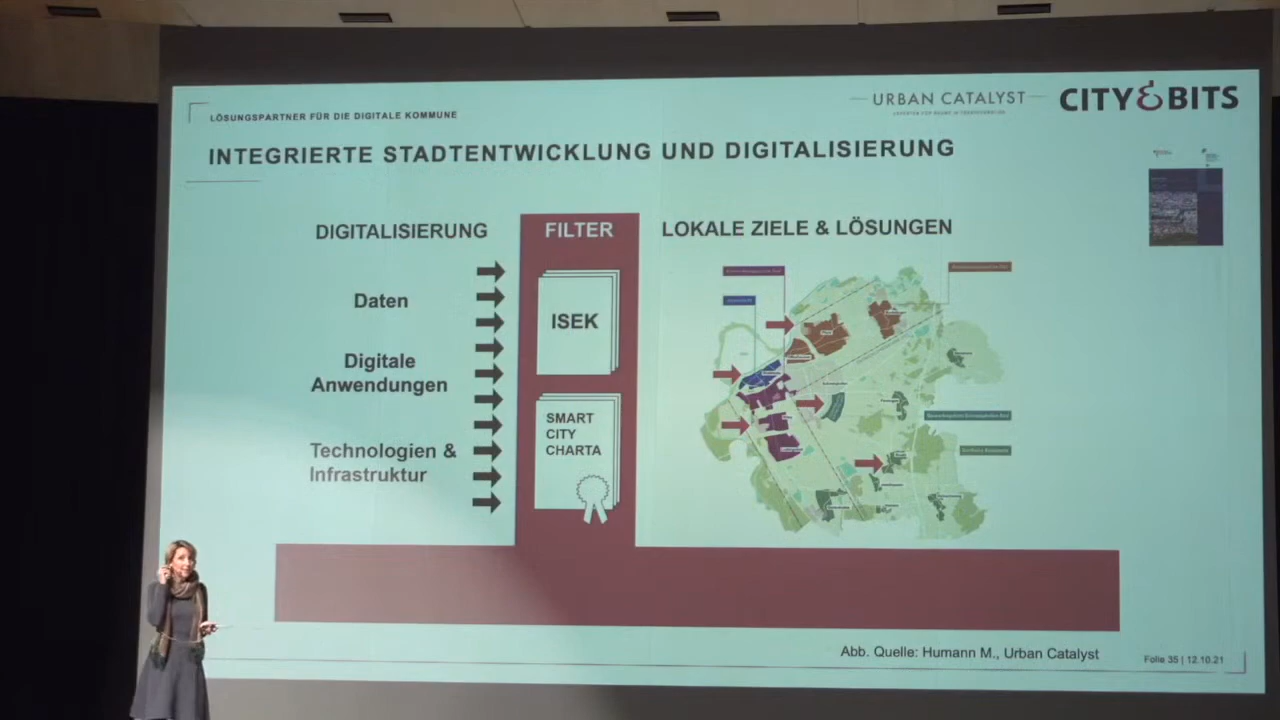 LÖSUNGSPARTNER FÜR DIE DIGITALE KOMMUNE
URBAN CATALYST
CITY&BITS
INTEGRIERTE STADTENTWICKLUNG UND DIGITALISIERUNG
DIGITALISIERUNG
FILTER
LOKALE ZIELE & LÖSUNGEN
Daten
Digitale
Anwendungen
Technologien &
Infrastruktur
ISEK
SMART
CITY
CHARTA
Abb. Quelle: Humann M., Urban Catalyst
Folie 35 | 12.10.21